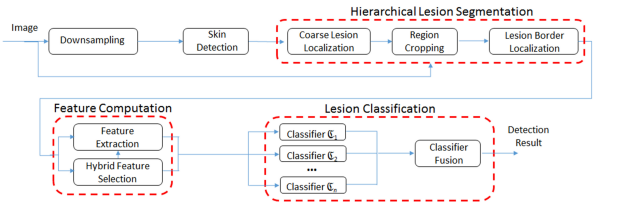 Hierarchical Lesion Segmentation
Image
Downsampling
Skin
Detection
Coarse Lesion
Localization
Region
Cropping
Lesion Border
Localization
Feature Computation
Feature
Extraction
Hybrid Feature
Selection
Lesion Classification
Classifier ℭ₁
Classifier ℭ₂
...
Classifier ℭₙ
Classifier
Fusion
Detection
Result